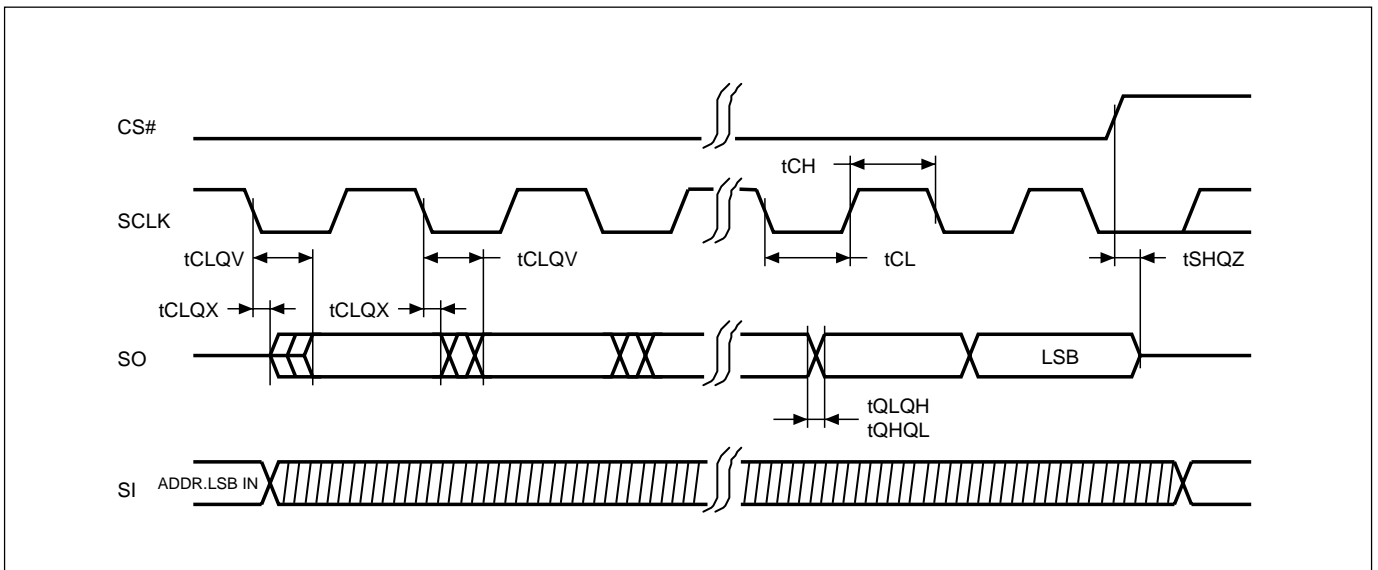 CS#
tCH
SCLK
tCLQV
tCLQV
tCL
tSHQZ
tCLQX
tCLQX
SO
LSB
tQLQH
tQHQL
SI
ADDR.LSB IN